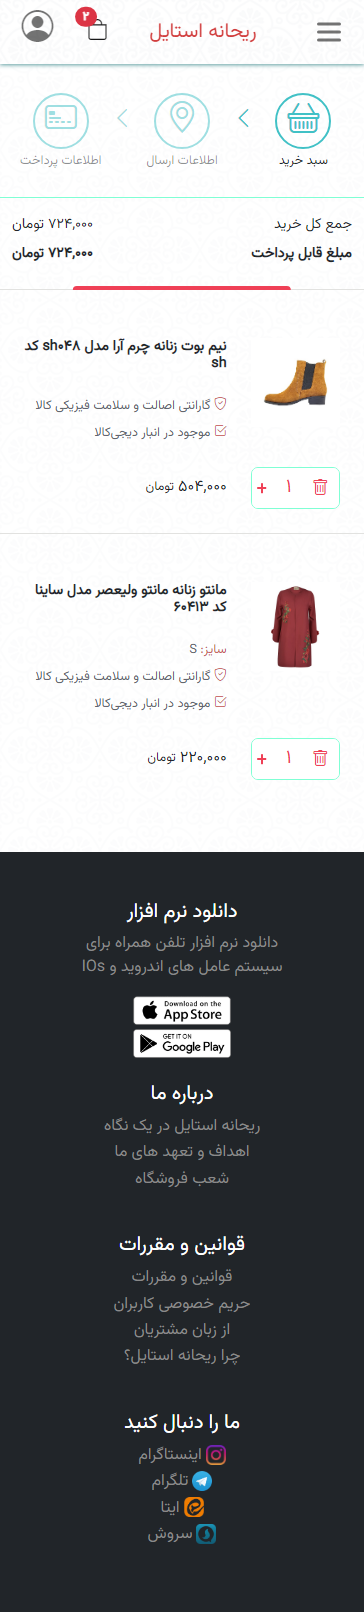 ریحانه استایل
۲
سبد خرید
اطلاعات ارسال
اطلاعات پرداخت
جمع کل خرید
۷۲۴,۰۰۰ تومان
مبلغ قابل پرداخت
۷۲۴,۰۰۰ تومان
نیم بوت زنانه چرم آرا مدل sh۰۴۸ کد
sh
گارانتی اصالت و سلامت فیزیکی کالا
موجود در انبار دیجی‌کالا
۱ +
۵۰۴,۰۰۰ تومان
مانتو زنانه مانتو ولیعصر مدل ساینا
کد ۶۰۴۱۳
سایز: S
گارانتی اصالت و سلامت فیزیکی کالا
موجود در انبار دیجی‌کالا
۱ +
۲۲۰,۰۰۰ تومان
دانلود نرم افزار
دانلود نرم افزار تلفن همراه برای
سیستم عامل های اندروید و IOs
Download on the
App Store
GET IT ON
Google Play
درباره ما
ریحانه استایل در یک نگاه
اهداف و تعهد های ما
شعب فروشگاه
قوانین و مقررات
قوانین و مقررات
حریم خصوصی کاربران
از زبان مشتریان
چرا ریحانه استایل؟
ما را دنبال کنید
اینستاگرام
تلگرام
ایتا
سروش